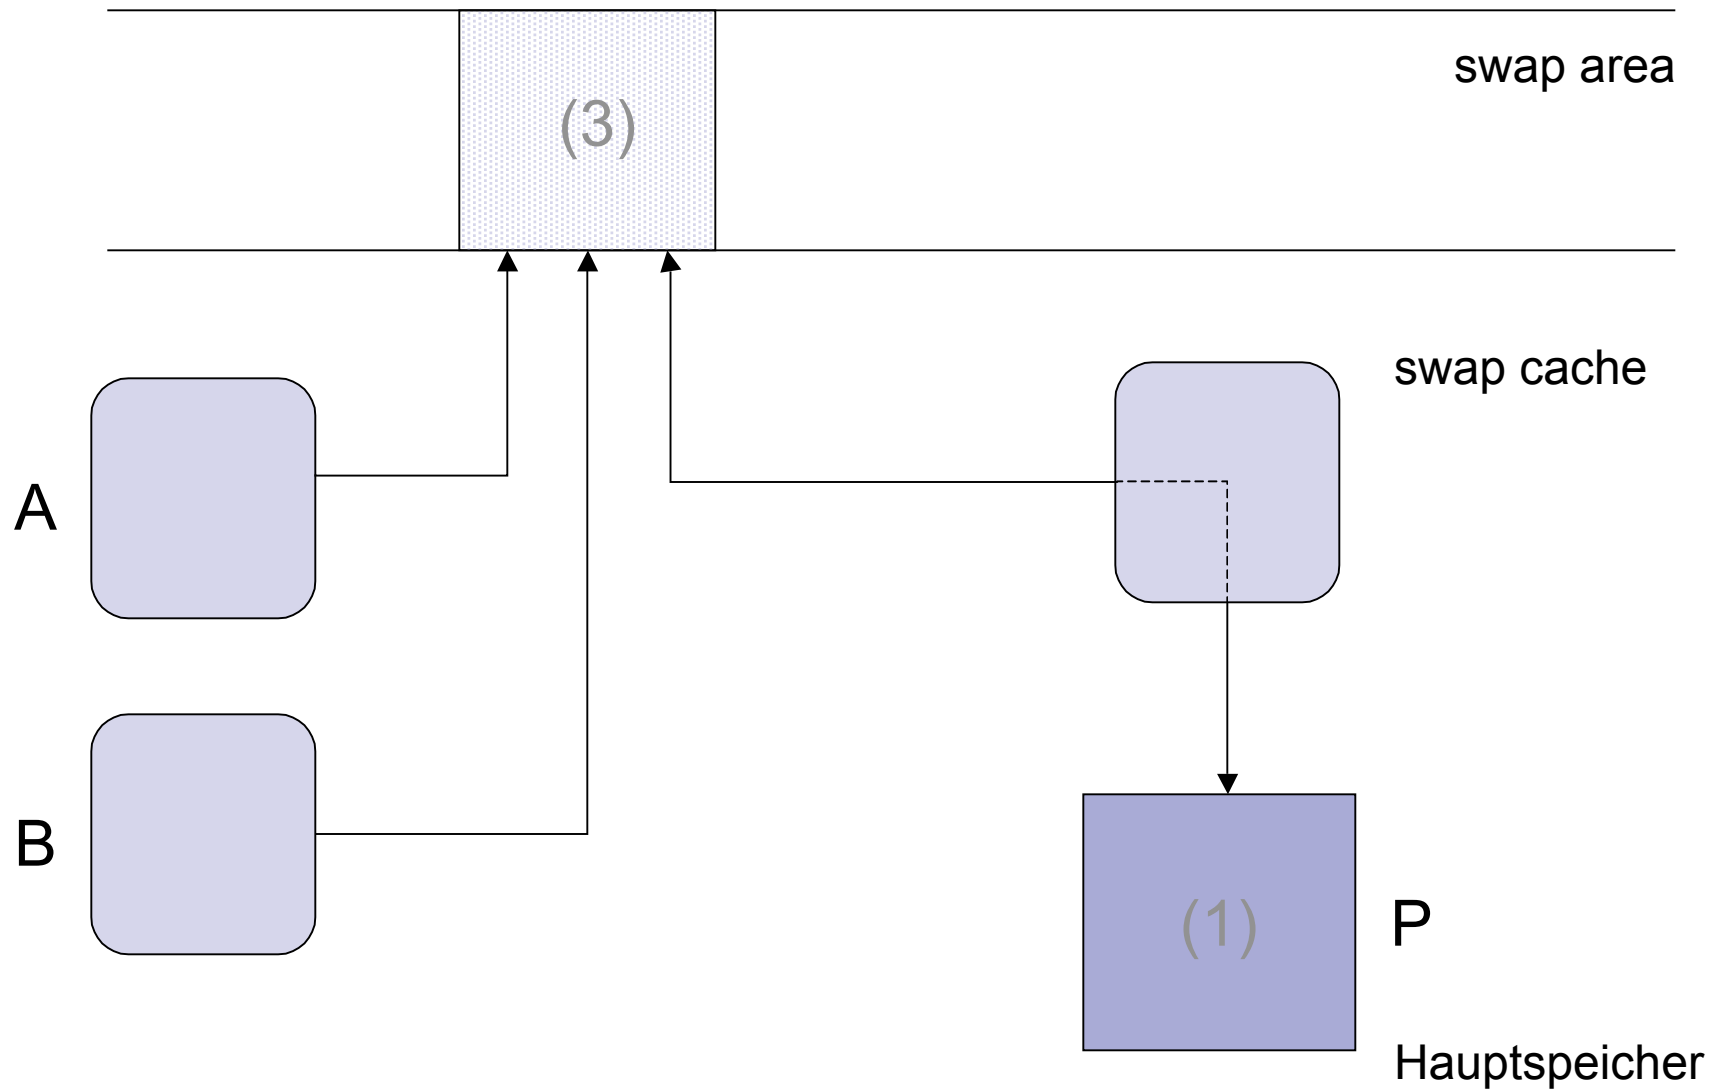 swap area
(3)
swap cache
A
B
(1)
P
Hauptspeicher